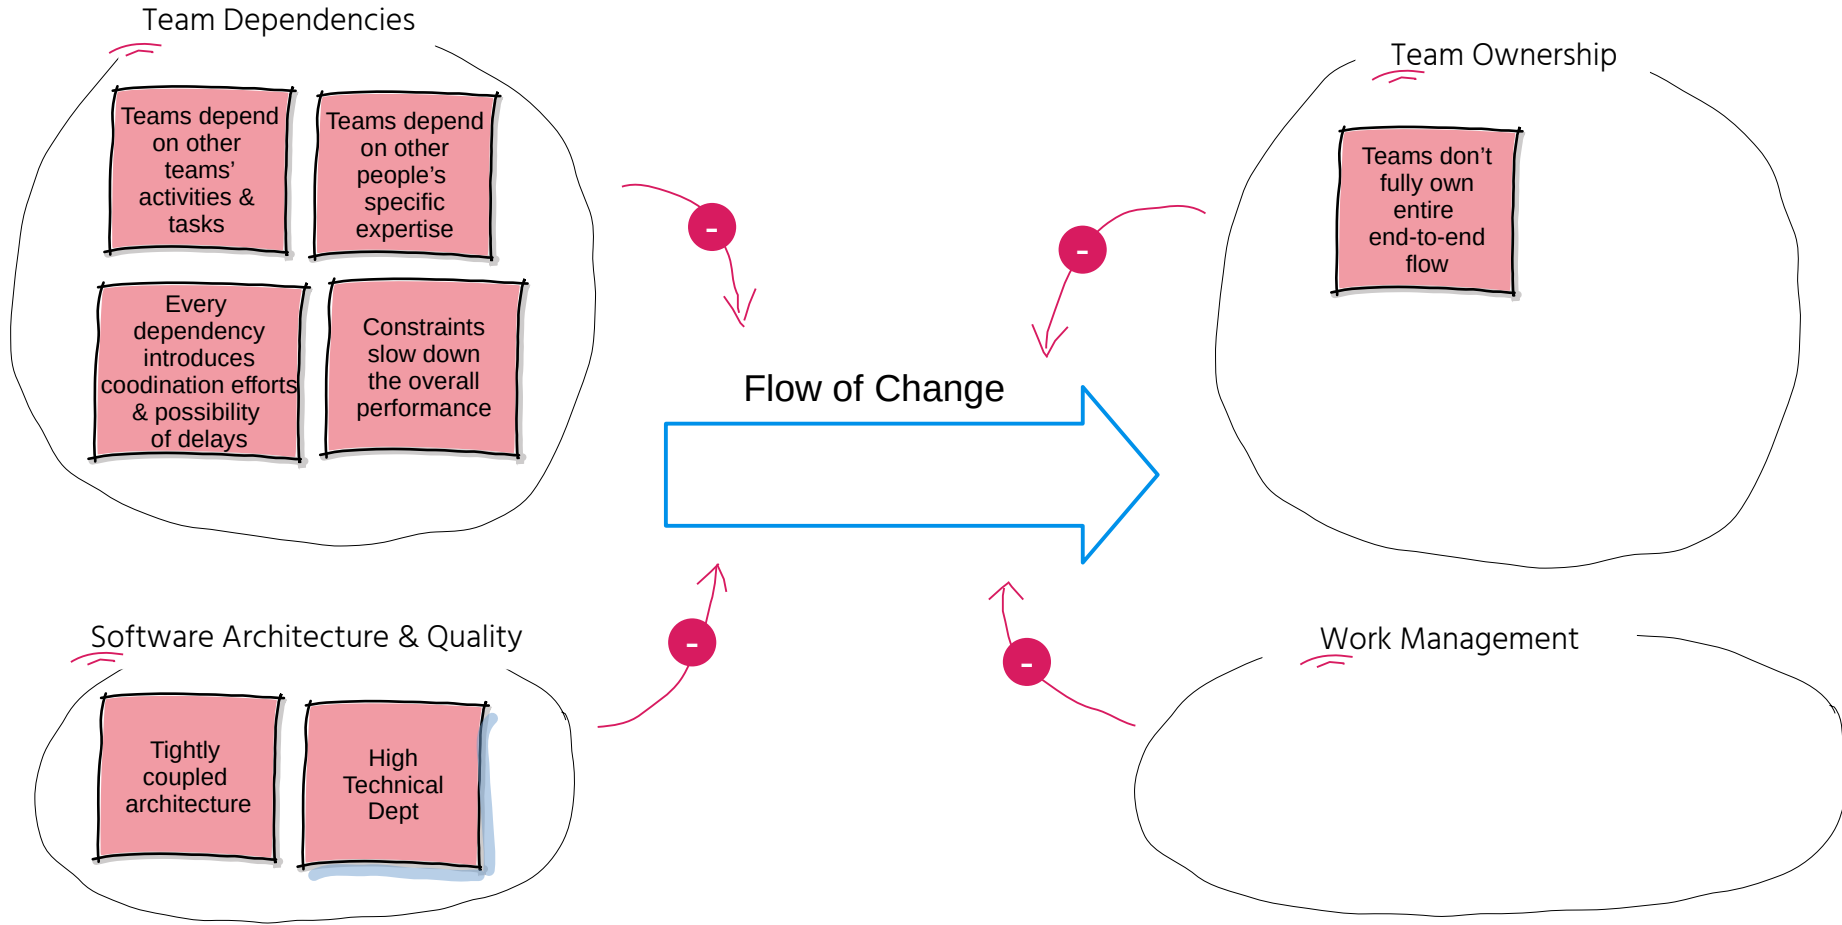 Team Dependencies
Teams depend
on other
teams’
activities &
tasks
Teams depend
on other
people’s
specific
expertise
Every
dependency
introduces
coodination efforts
& possibility
of delays
Constraints
slow down
the overall
performance
-
Team Ownership
Teams don’t
fully own
entire
end-to-end
flow
-
Flow of Change
Software Architecture & Quality
Tightly
coupled
architecture
High
Technical
Dept
-
Work Management
-